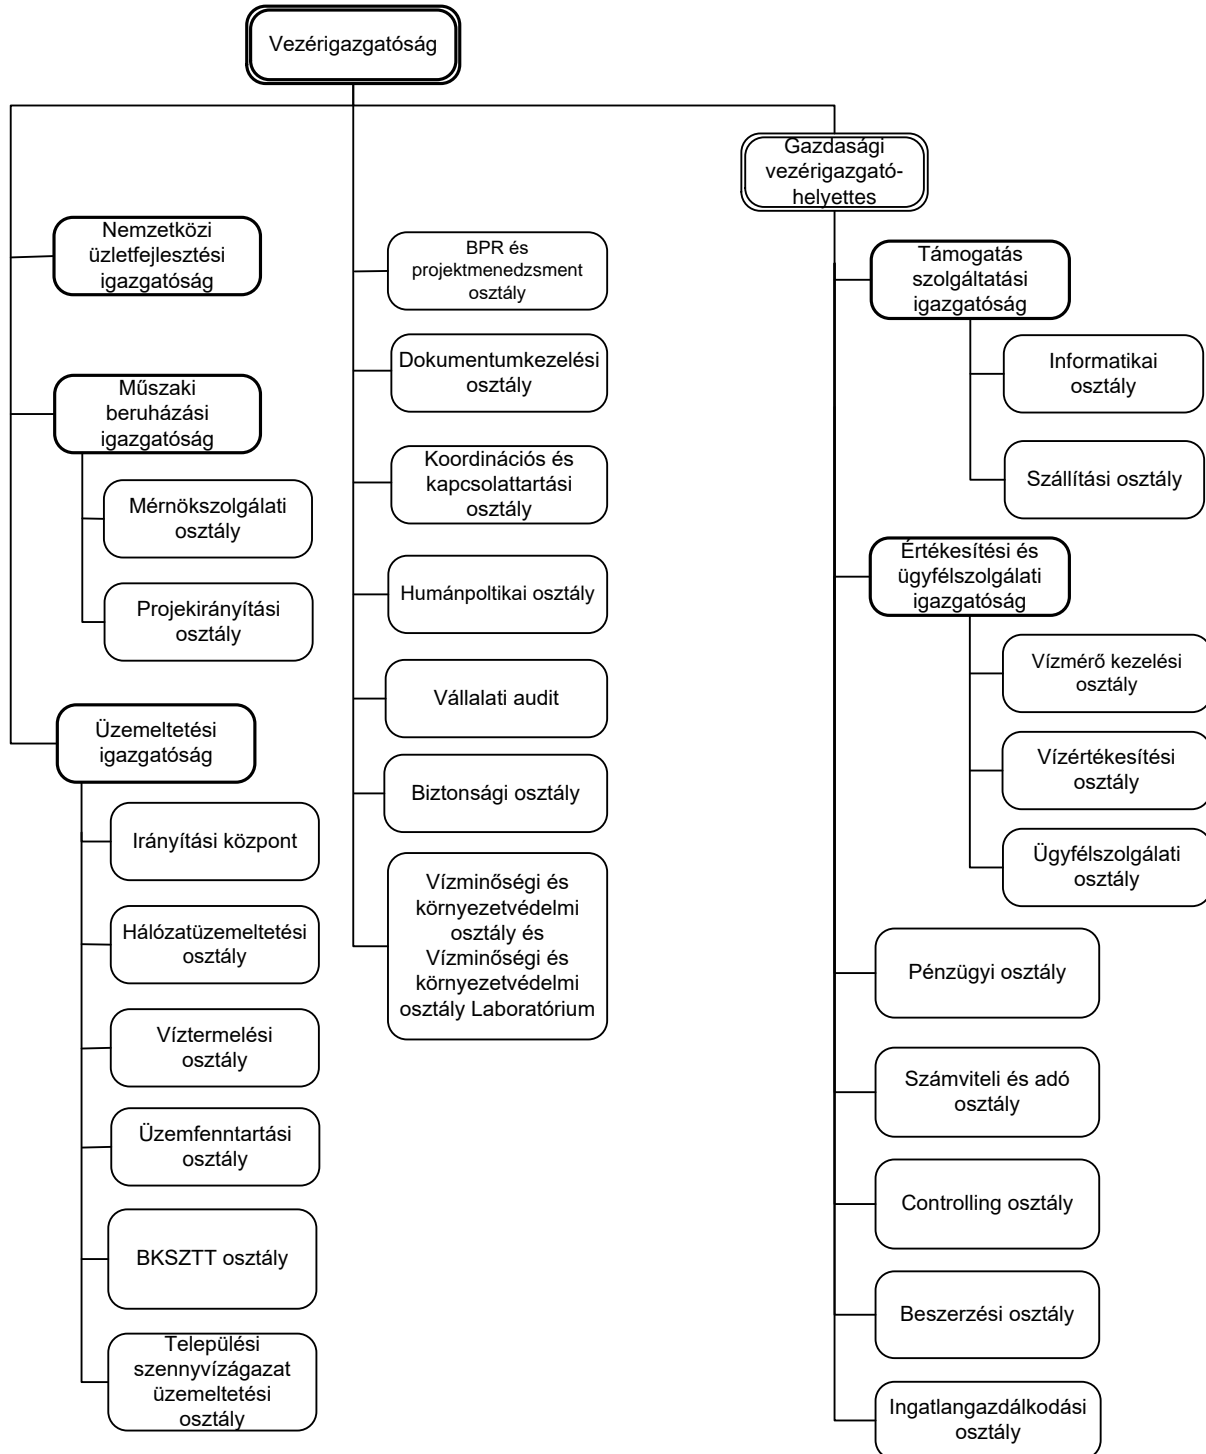 Vezérigazgatóság
Nemzetközi
üzletfejlesztési
igazgatóság
Műszaki
beruházási
igazgatóság
Mérnökszolgálati
osztály
Projekirányítási
osztály
Üzemeltetési
igazgatóság
Irányítási központ
Hálózatüzemeltetési
osztály
Víztermelési
osztály
Üzemfenntartási
osztály
BKSZTT osztály
Települési
szennyvízágazat
üzemeltetési
osztály
BPR és
projektmenedzsment
osztály
Dokumentumkezelési
osztály
Koordinációs és
kapcsolattartási
osztály
Humánpoltikai osztály
Vállalati audit
Biztonsági osztály
Vízminőségi és
környezetvédelmi
osztály és
Vízminőségi és
környezetvédelmi
osztály Laboratórium
Gazdasági
vezérigazgató-
helyettes
Támogatás
szolgáltatási
igazgatóság
Informatikai
osztály
Szállítási osztály
Értékesítési és
ügyfélszolgálati
igazgatóság
Vízmérő kezelési
osztály
Vízértékesítési
osztály
Ügyfélszolgálati
osztály
Pénzügyi osztály
Számviteli és adó
osztály
Controlling osztály
Beszerzési osztály
Ingatlangazdálkodási
osztály